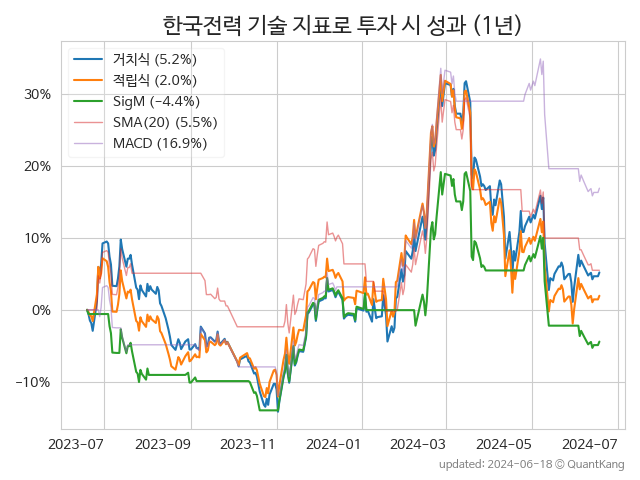 한국전력 기술 지표로 투자 시 성과 (1년)
거치식 (5.2%)
적립식 (2.0%)
SigM (−4.4%)
SMA(20) (5.5%)
MACD (16.9%)
30%
20%
10%
0%
−10%
2023-07 2023-09 2023-11 2024-01 2024-03 2024-05 2024-07
updated: 2024-06-18 © QuantKang